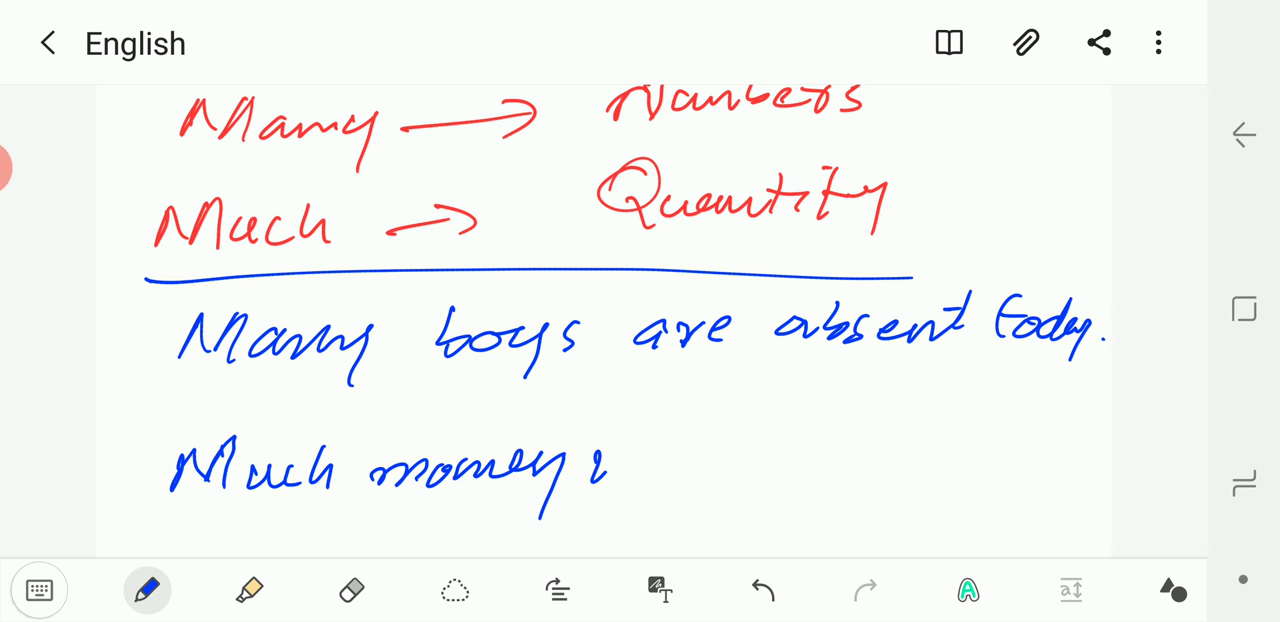 English
Many → Numbers
Much → Quantity
Many boys are absent today.
Much money